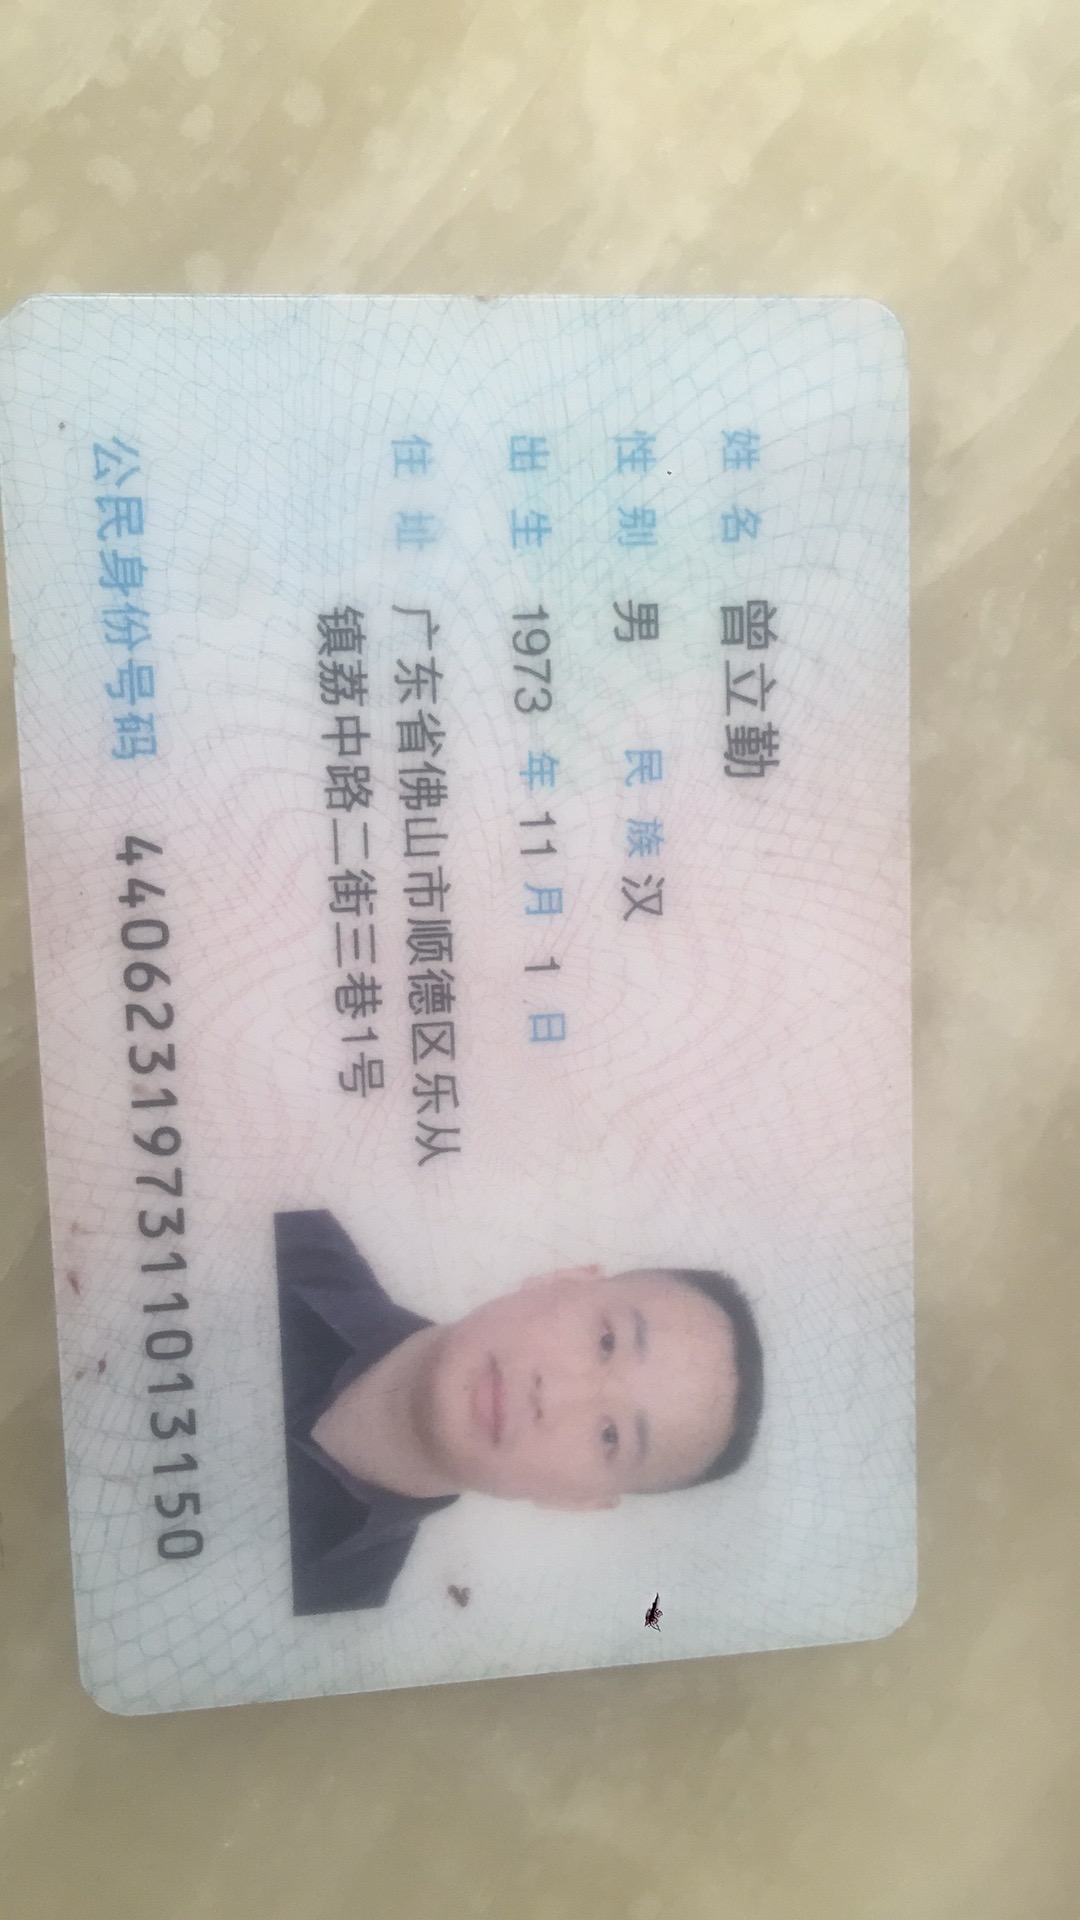 姓名 曾立勤
性别 男 民族 汉
出生 1973 年 11 月 1 日
住址 广东省佛山市顺德区乐从
镇荔中路二街三巷1号
公民身份号码 440623197311013150